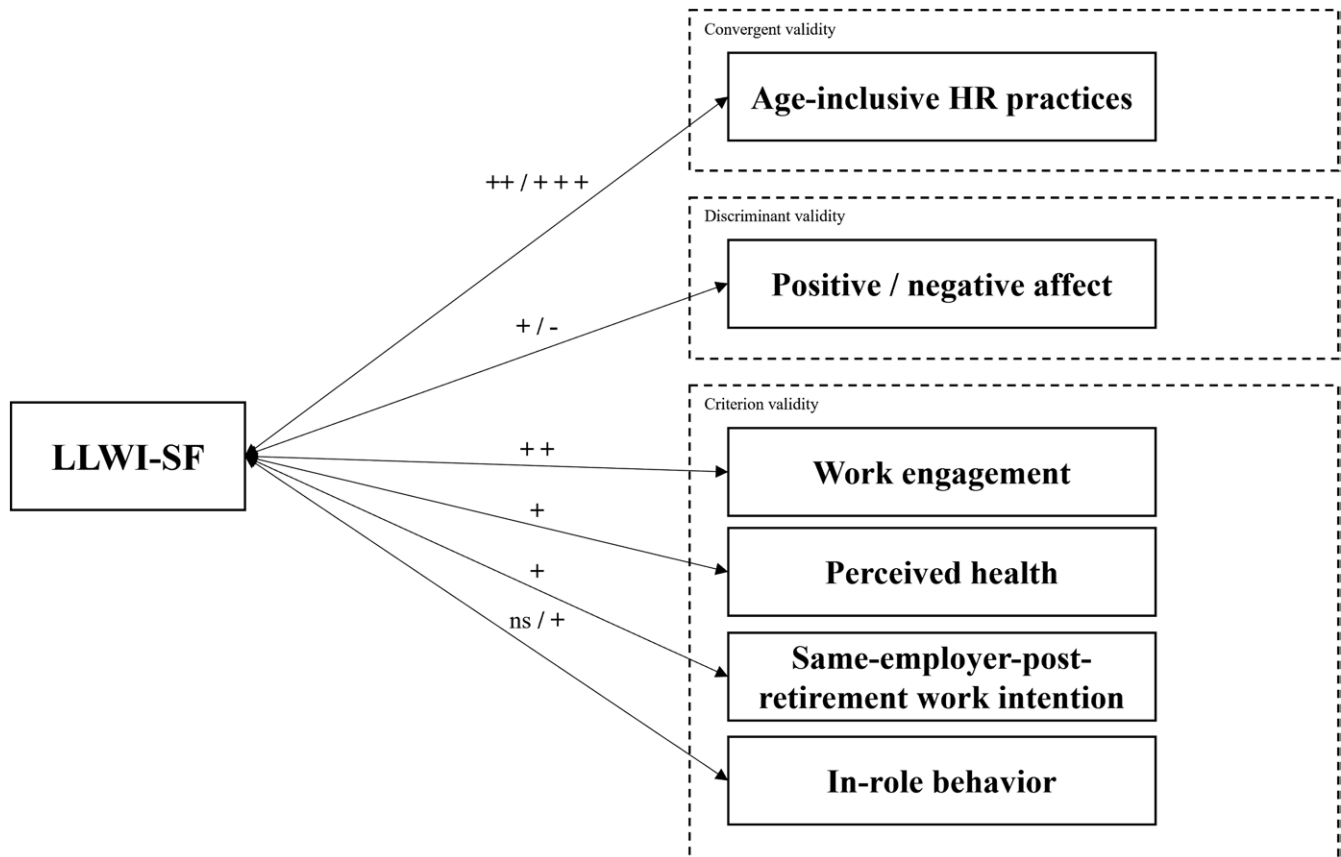 Convergent validity
Age-inclusive HR practices
++ / + + +
Discriminant validity
Positive / negative affect
+ / -
Criterion validity
LLWI-SF
+ +
Work engagement
+
Perceived health
+
ns / +
Same-employer-post-
retirement work intention
In-role behavior